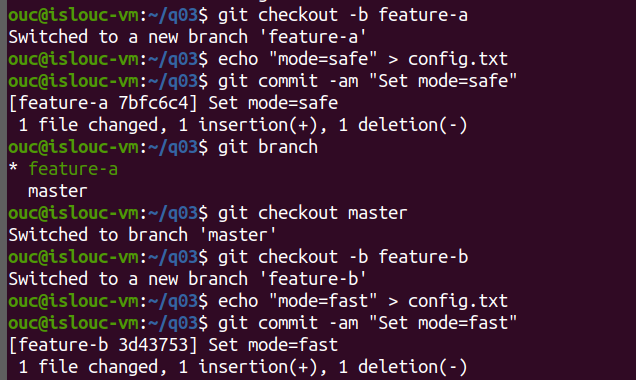 ouc@islouc-vm:~/q03$ git checkout -b feature-a
Switched to a new branch 'feature-a'
ouc@islouc-vm:~/q03$ echo "mode=safe" > config.txt
ouc@islouc-vm:~/q03$ git commit -am "Set mode=safe"
[feature-a 7bfc6c4] Set mode=safe
 1 file changed, 1 insertion(+), 1 deletion(-)
ouc@islouc-vm:~/q03$ git branch
* feature-a
  master
ouc@islouc-vm:~/q03$ git checkout master
Switched to branch 'master'
ouc@islouc-vm:~/q03$ git checkout -b feature-b
Switched to a new branch 'feature-b'
ouc@islouc-vm:~/q03$ echo "mode=fast" > config.txt
ouc@islouc-vm:~/q03$ git commit -am "Set mode=fast"
[feature-b 3d43753] Set mode=fast
 1 file changed, 1 insertion(+), 1 deletion(-)